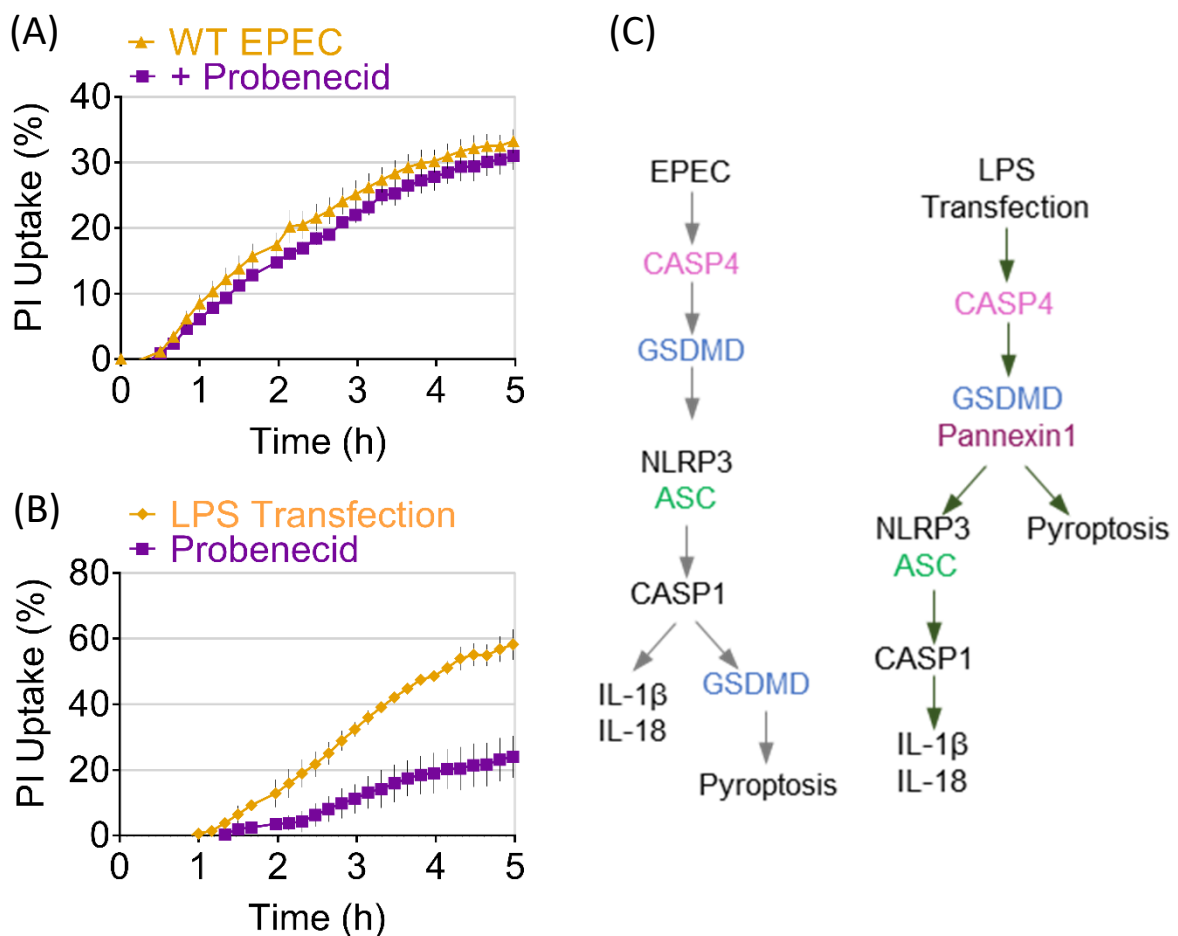 (A)
WT EPEC
+ Probenecid
PI Uptake (%)
40
30
20
10
0
0 1 2 3 4 5
Time (h)
(B)
LPS Transfection
Probenecid
PI Uptake (%)
80
60
40
20
0
0 1 2 3 4 5
Time (h)
(C)
EPEC
CASP4
GSDMD
NLRP3
ASC
CASP1
IL-1β
IL-18
GSDMD
Pyroptosis
LPS
Transfection
CASP4
GSDMD
Pannexin1
NLRP3
ASC
Pyroptosis
CASP1
IL-1β
IL-18